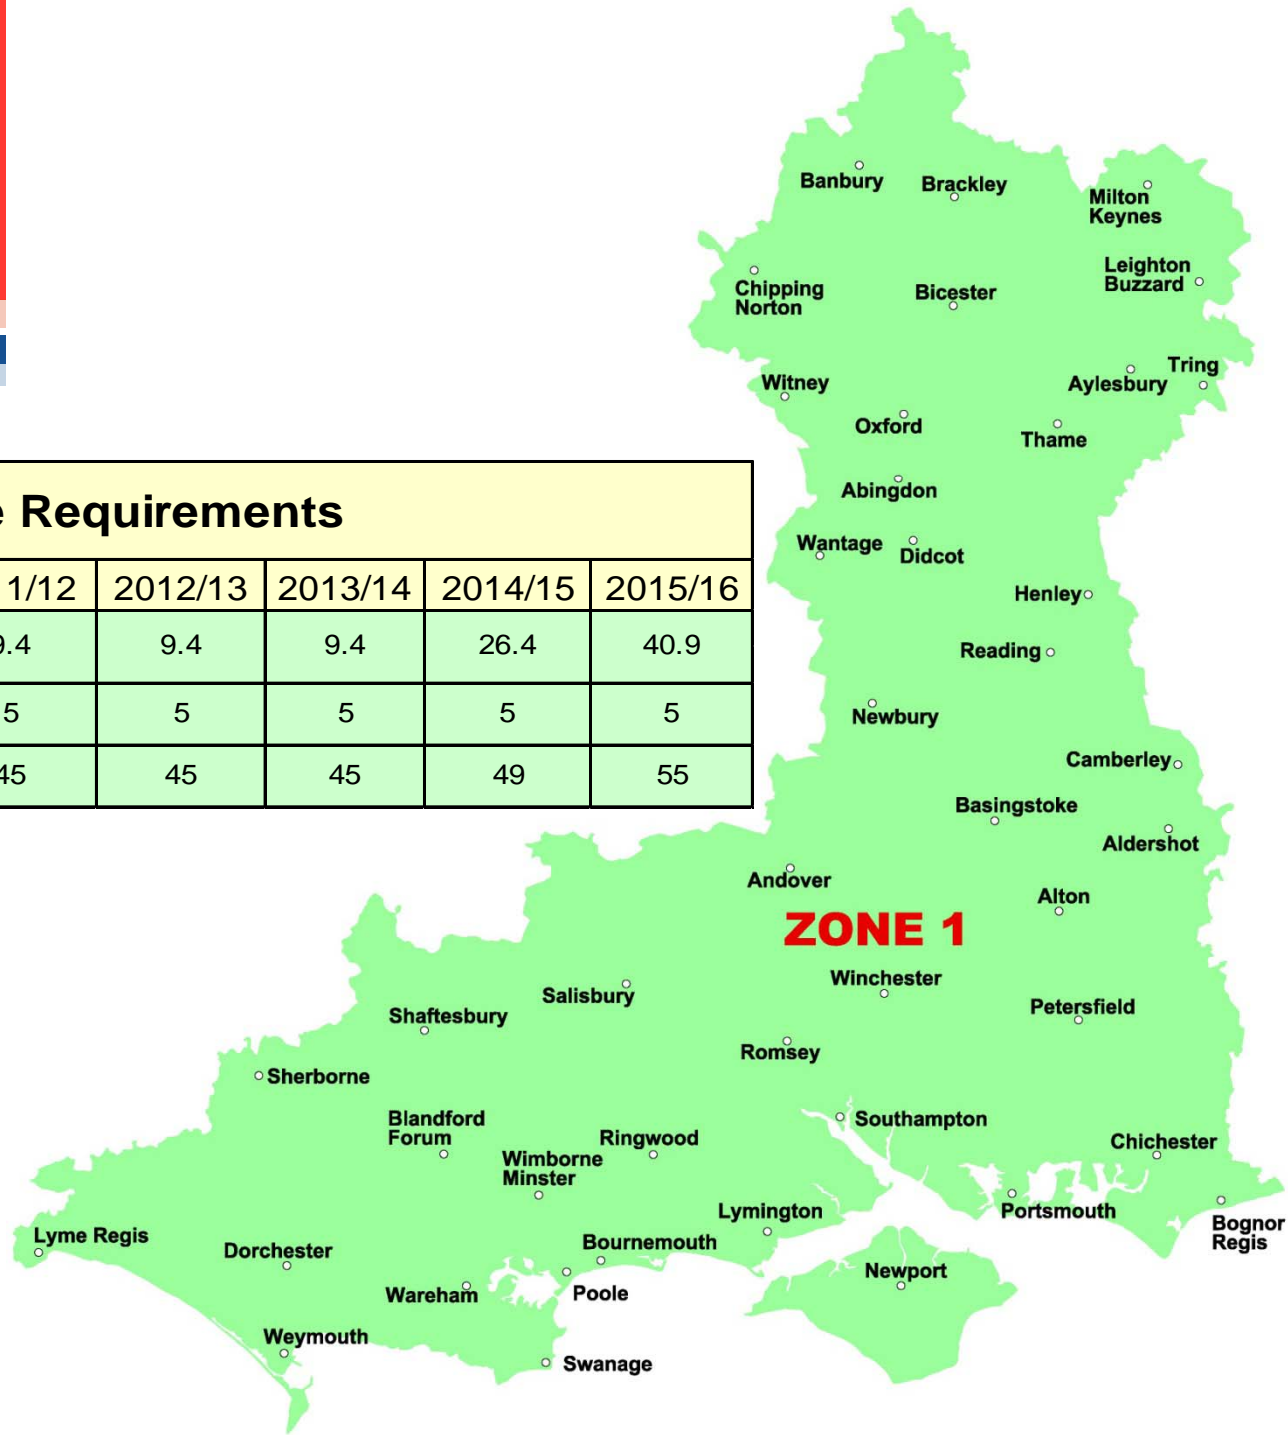 Banbury
Brackley
Milton
Keynes
Leighton
Buzzard
Chipping
Norton
Bicester
Tring
Witney
Aylesbury
Oxford
Thame
Abingdon
Requirements
Wantage
Didcot
1/12 2012/13 2013/14 2014/15 2015/16
Henley
9.4 9.4 9.4 26.4 40.9
Reading
5 5 5 5 5
Newbury
45 45 45 49 55
Camberley
Basingstoke
Aldershot
Andover
Alton
ZONE 1
Winchester
Salisbury
Petersfield
Shaftesbury
Romsey
Sherborne
Blandford
Forum
Southampton
Ringwood
Chichester
Wimborne
Minster
Lymington
Portsmouth
Bognor
Regis
Lyme Regis
Dorchester
Bournemouth
Newport
Wareham
Poole
Weymouth
Swanage